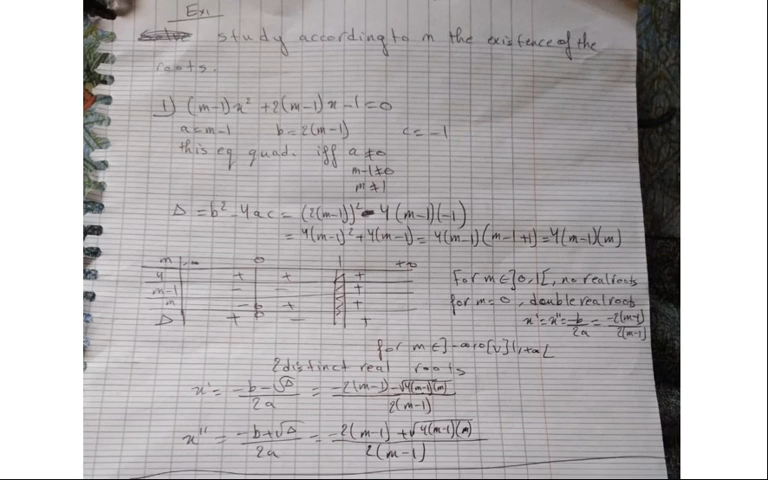 Ex1
study according to m the existence of the
roots.
1) (m-1)x² + 2(m-1)x - 1 = 0
a = m-1 b = 2(m-1) c = -1
this eq quad. iff a ≠ 0
m-1 ≠ 0
m ≠ 1
Δ = b² - 4ac = (2(m-1))² - 4(m-1)(-1)
= 4(m-1)² + 4(m-1) = 4(m-1)(m-1+1) = 4(m-1)(m)
m -∞ 0 1 +∞
4 + + +
m-1 - - +
m - 0 + +
Δ + 0 - +
For m ∈ ]0,1[, no real roots
for m = 0, double real roots
x' = x'' = -b/2a = -2(m-1)/2(m-1)
for m ∈ ]-∞,0[ ∪ ]1,+∞[
2 distinct real roots
x' = (-b-√Δ)/2a = (-2(m-1)-√4(m-1)(m))/2(m-1)
x'' = (-b+√Δ)/2a = (-2(m-1)+√4(m-1)(m))/2(m-1)